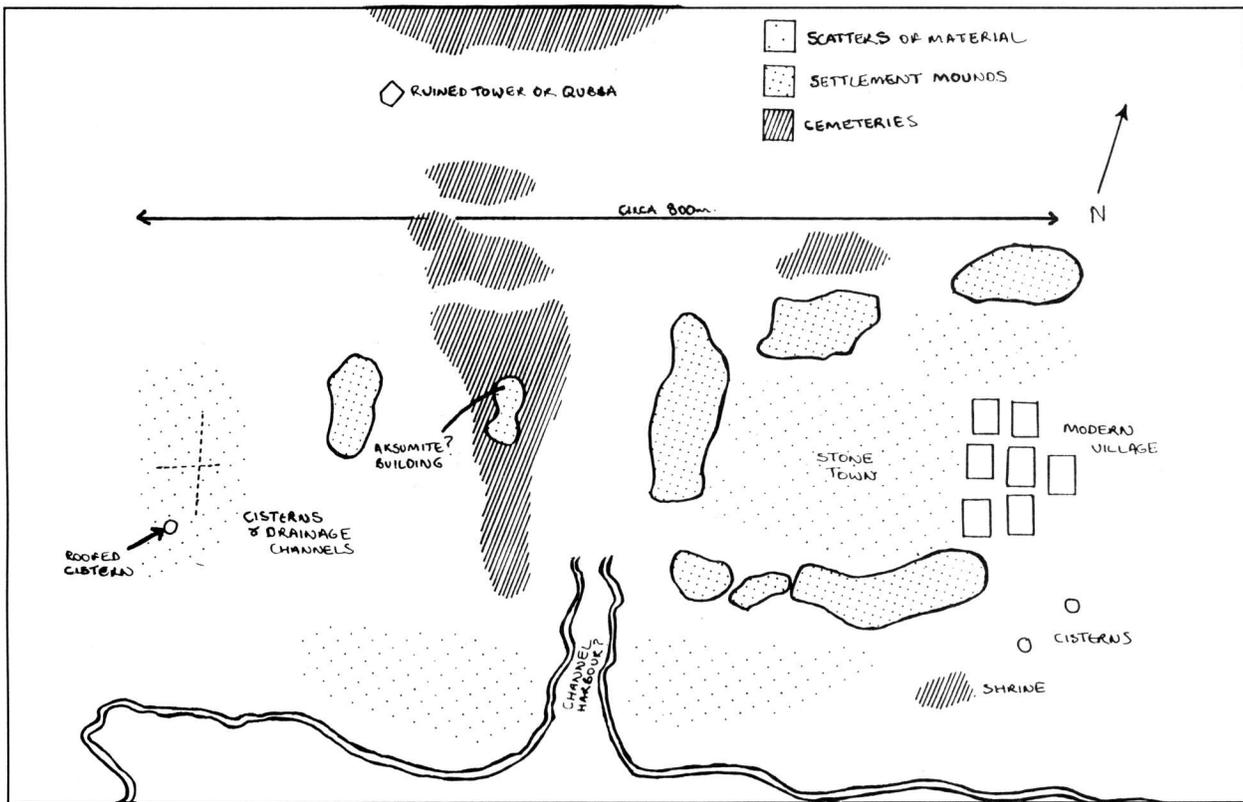 SCATTERS OF MATERIAL
SETTLEMENT MOUNDS
CEMETERIES
RUINED TOWER OR QUBBA
N
CIRCA 800m.
AKSUMITE?
BUILDING
MODERN
VILLAGE
STONE
TOWN
CISTERNS
& DRAINAGE
CHANNELS
ROOFED
CISTERN
CHANNEL
HARBOUR?
CISTERNS
SHRINE